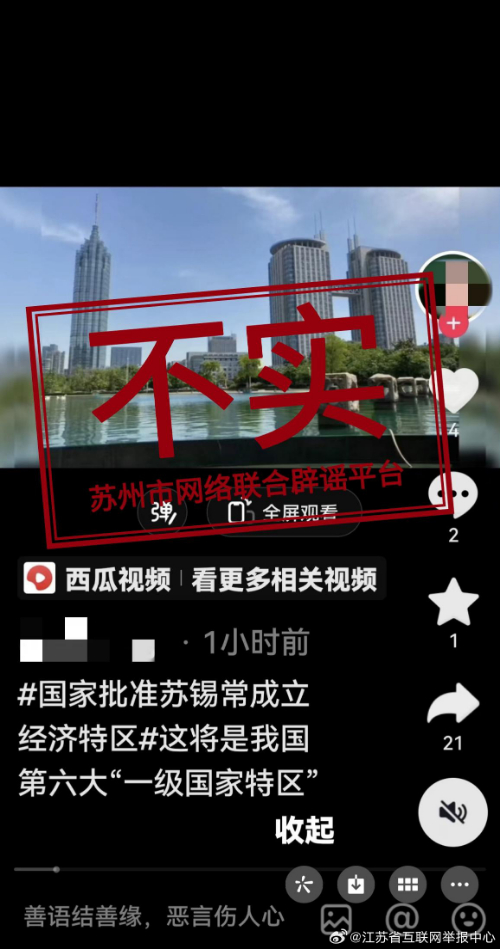 不实
苏州市网络联合辟谣平台
弹
全屏观看
4
2
西瓜视频 | 看更多相关视频
1
· 1小时前
#国家批准苏锡常成立
经济特区#这将是我国
第六大“一级国家特区”
21
收起
善语结善缘，恶言伤人心
@江苏省互联网举报中心